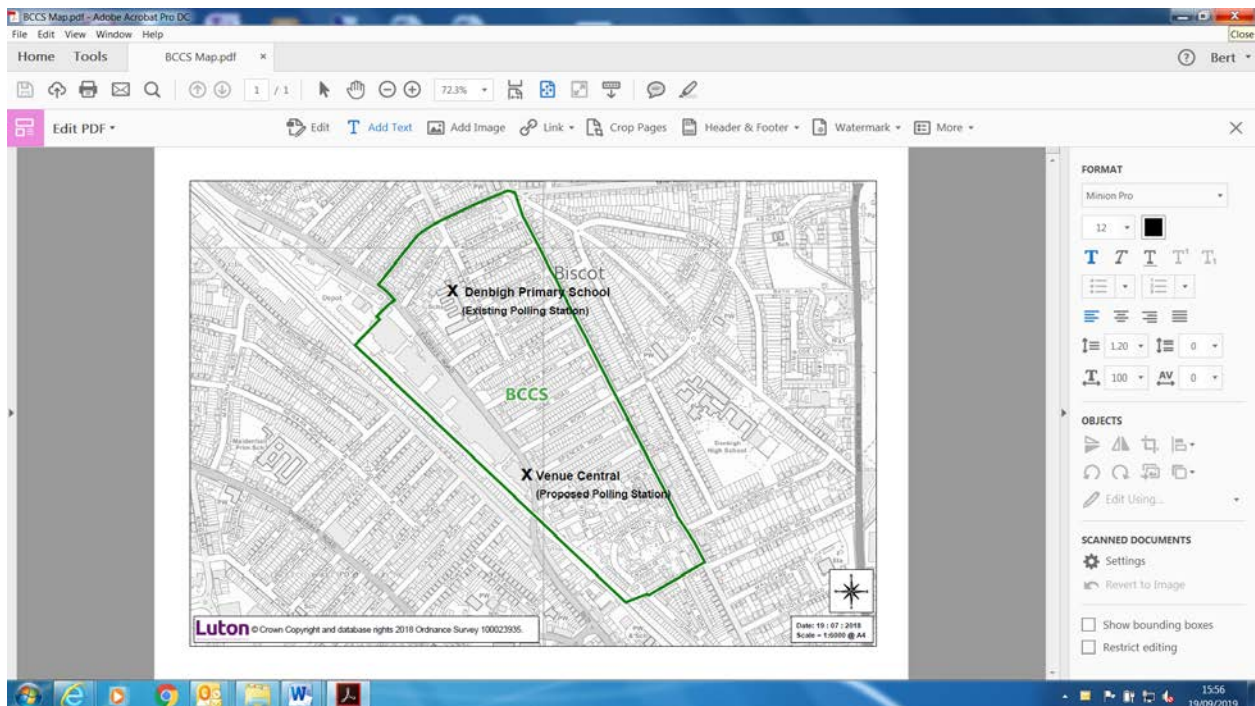 BCCS Map.pdf - Adobe Acrobat Pro DC
File Edit View Window Help
Close
Home Tools BCCS Map.pdf × Bert
1 / 1 72.3%
Edit PDF Edit Add Text Add Image Link Crop Pages Header & Footer Watermark More
FORMAT
Minion Pro
12
1.20 0
100 0
OBJECTS
Edit Using...
SCANNED DOCUMENTS
Settings
Revert to Image
Show bounding boxes
Restrict editing
Biscot
Depot
X Denbigh Primary School
(Existing Polling Station)
BCCS
Denbigh
High School
X Venue Central
(Proposed Polling Station)
Luton © Crown Copyright and database rights 2018 Ordnance Survey 100023935.
Date: 19 : 07 : 2018
Scale = 1:6000 @ A4
15:56
19/09/2019